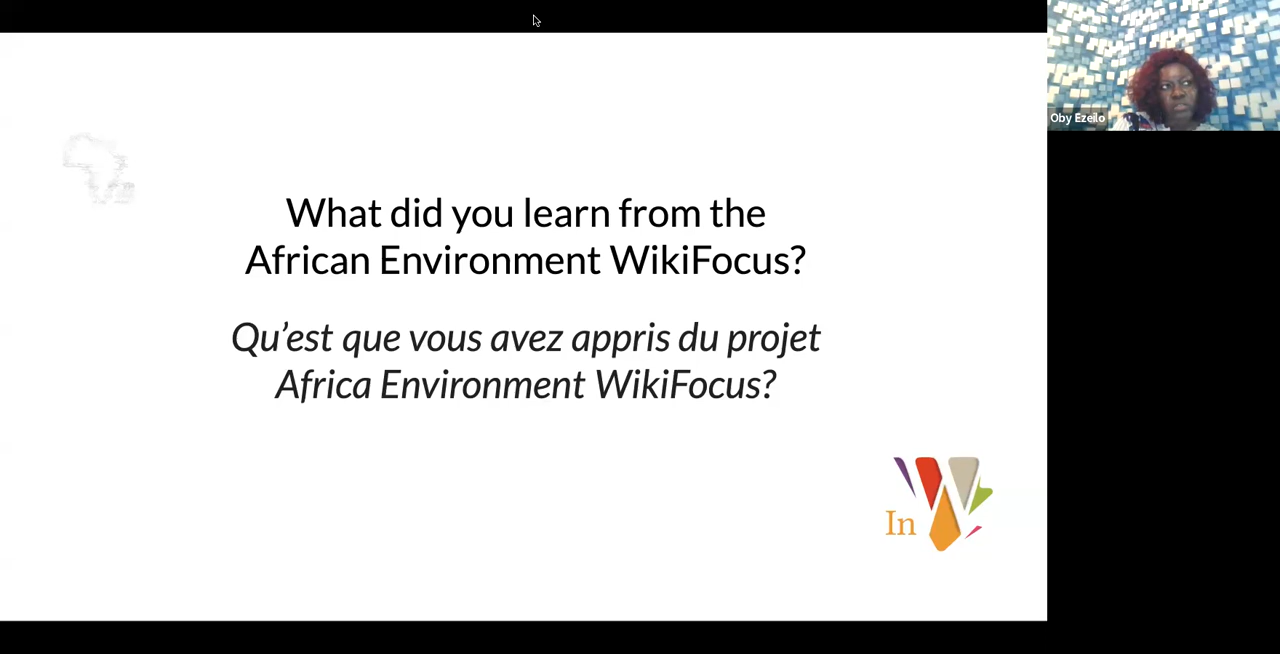 What did you learn from the
African Environment WikiFocus?
Qu’est que vous avez appris du projet
Africa Environment WikiFocus?
In W
Oby Ezeilo